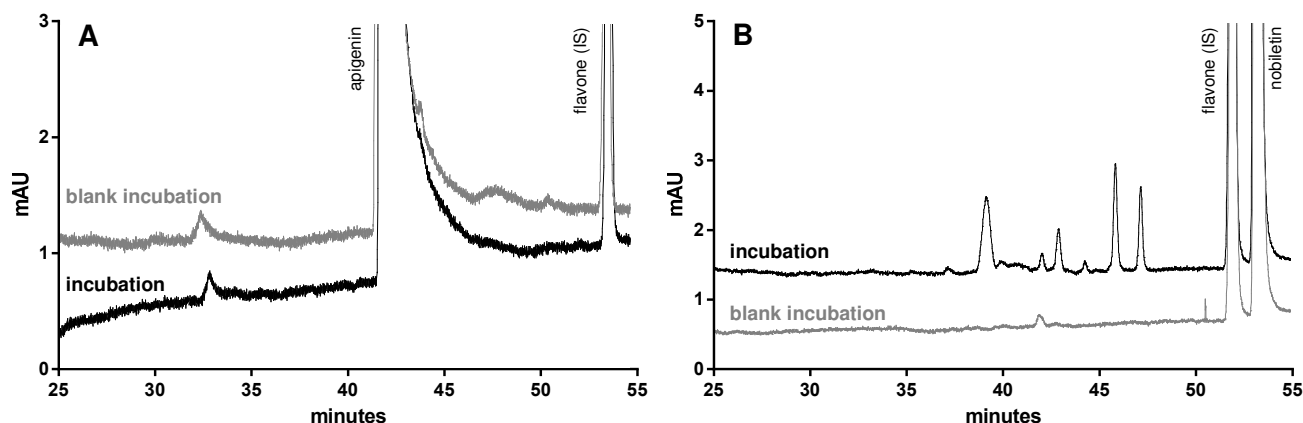 A
3
2
1
0
mAU
blank incubation
incubation
apigenin
flavone (IS)
25 30 35 40 45 50 55
minutes
B
5
4
3
2
1
0
mAU
incubation
blank incubation
flavone (IS)
nobiletin
25 30 35 40 45 50 55
minutes